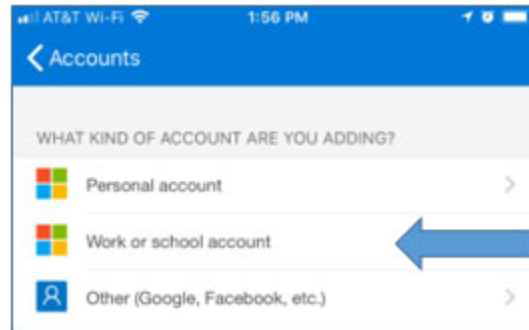 AT&T Wi-Fi 1:56 PM
Accounts
WHAT KIND OF ACCOUNT ARE YOU ADDING?
Personal account
Work or school account
Other (Google, Facebook, etc.)